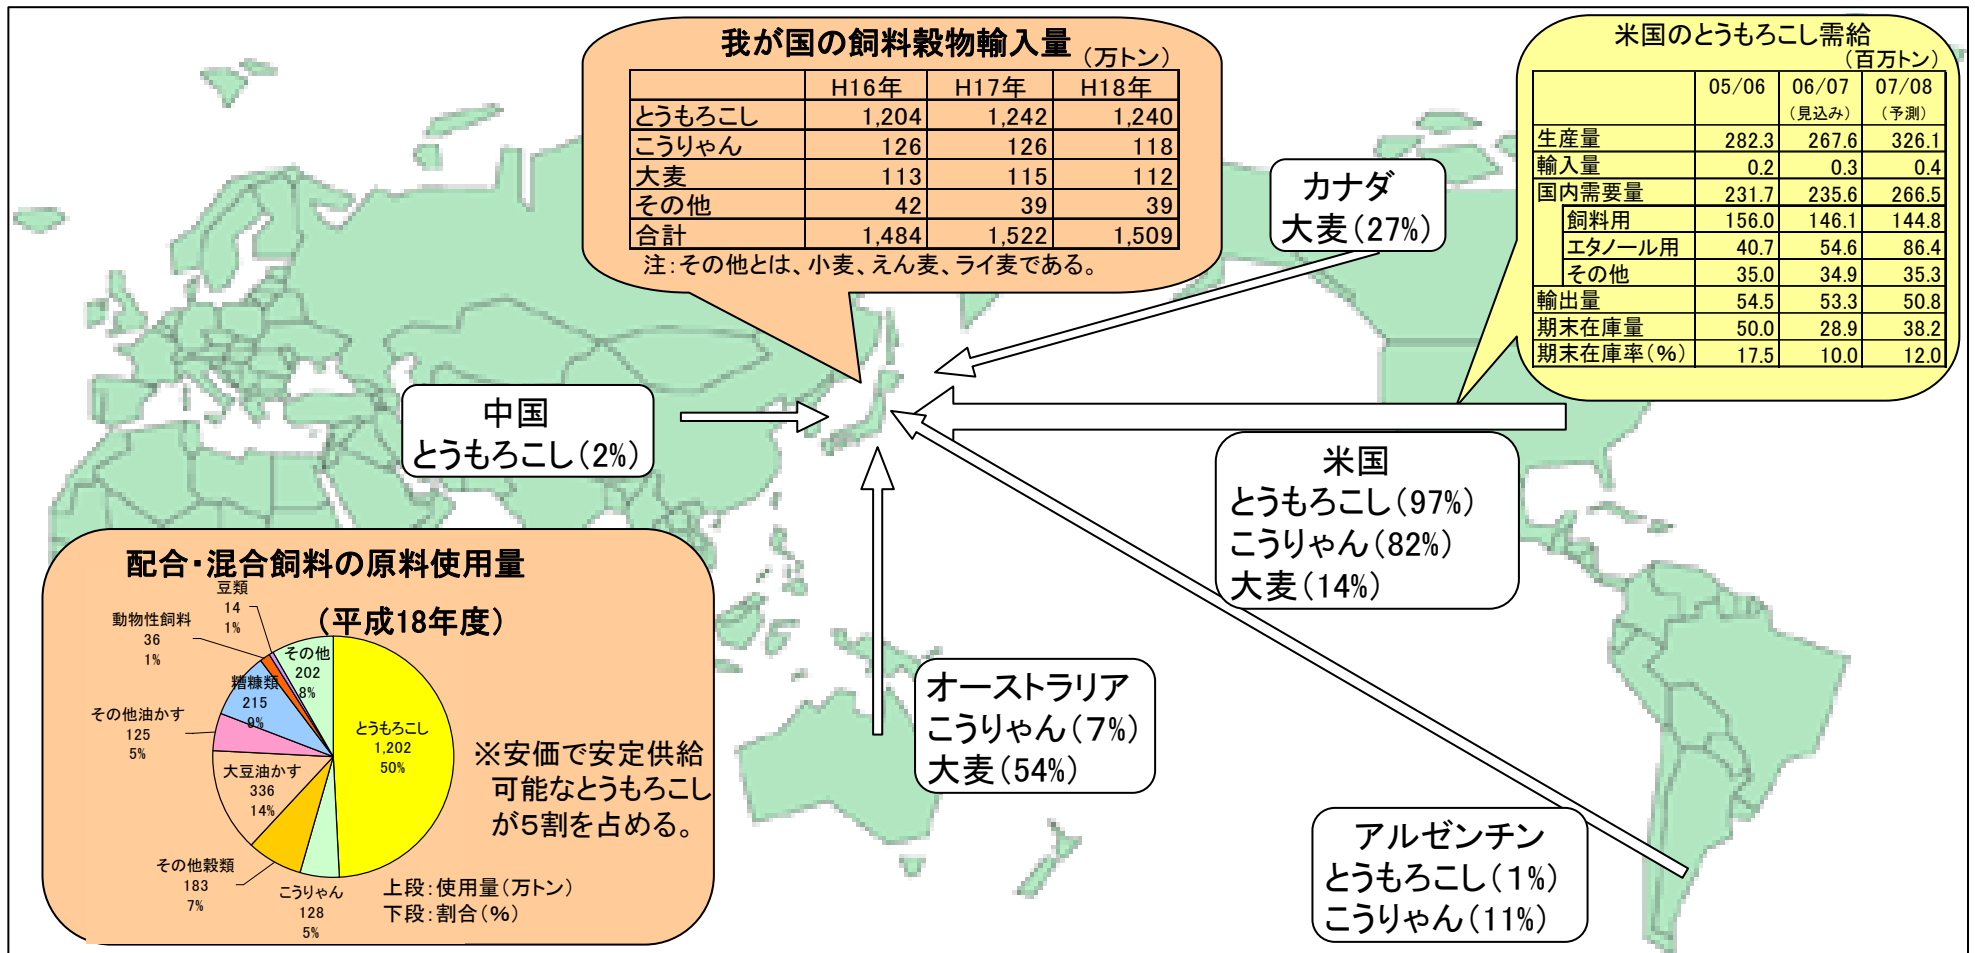 我が国の飼料穀物輸入量
(万トン)
H16年 H17年 H18年
とうもろこし 1,204 1,242 1,240
こうりゃん 126 126 118
大麦 113 115 112
その他 42 39 39
合計 1,484 1,522 1,509
注:その他とは、小麦、えん麦、ライ麦である。
米国のとうもろこし需給
(百万トン)
05/06 06/07 07/08
(見込み) (予測)
生産量 282.3 267.6 326.1
輸入量 0.2 0.3 0.4
国内需要量 231.7 235.6 266.5
飼料用 156.0 146.1 144.8
エタノール用 40.7 54.6 86.4
その他 35.0 34.9 35.3
輸出量 54.5 53.3 50.8
期末在庫量 50.0 28.9 38.2
期末在庫率(%) 17.5 10.0 12.0
カナダ
大麦(27%)
中国
とうもろこし(2%)
米国
とうもろこし(97%)
こうりゃん(82%)
大麦(14%)
オーストラリア
こうりゃん(7%)
大麦(54%)
アルゼンチン
とうもろこし(1%)
こうりゃん(11%)
配合・混合飼料の原料使用量
(平成18年度)
豆類
14
1%
動物性飼料
36
1%
その他
202
8%
糟糠類
215
9%
その他油かす
125
5%
とうもろこし
1,202
50%
大豆油かす
336
14%
その他穀類
183
7%
こうりゃん
128
5%
※安価で安定供給
可能なとうもろこし
が5割を占める。
上段:使用量(万トン)
下段:割合(%)